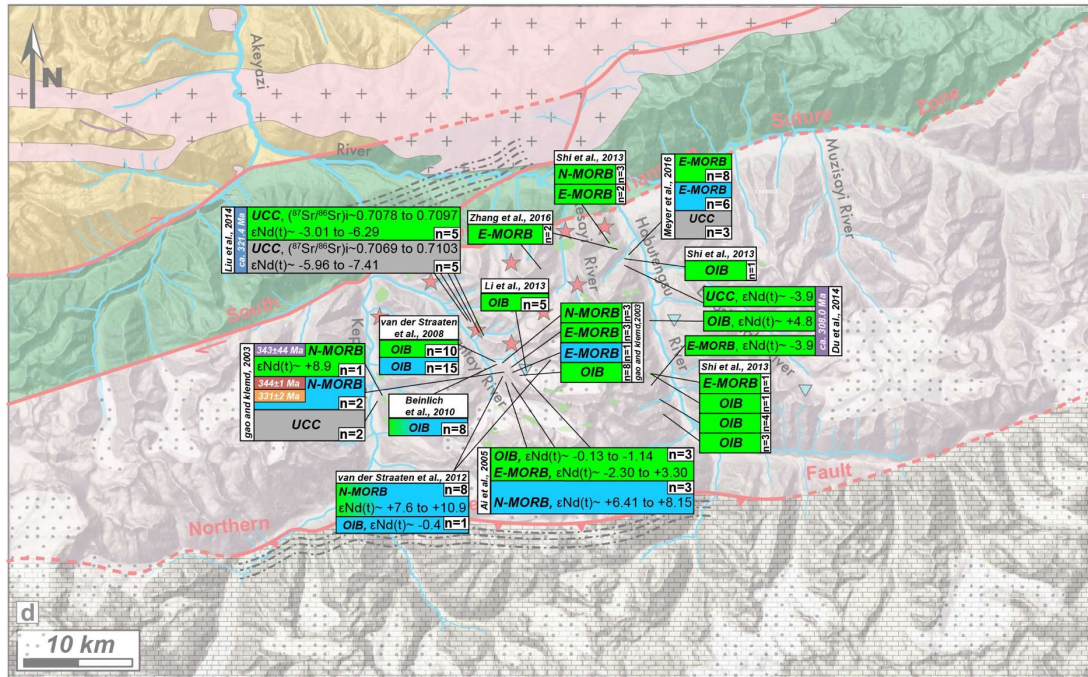 N
Akeyazi
River
South
Suture
Zone
Muzisayi River
Habutengsu
River
River
River
Northern
Fault
Shi et al., 2013
N-MORB n=3
E-MORB n=2
Meyer et al., 2016
E-MORB
n=8
E-MORB
n=6
UCC
n=3
Liu et al., 2014
ca. 321.4 Ma
UCC, (⁸⁷Sr/⁸⁶Sr)i~0.7078 to 0.7097
εNd(t)~ -3.01 to -6.29 n=5
UCC, (⁸⁷Sr/⁸⁶Sr)i~0.7069 to 0.7103
εNd(t)~ -5.96 to -7.41 n=5
Zhang et al., 2016
E-MORB n=2
Shi et al., 2013
OIB n=1
Li et al., 2013
OIB n=5
UCC, εNd(t)~ -3.9
OIB, εNd(t)~ +4.8
E-MORB, εNd(t)~ -3.9
ca. 308.0 Ma
Du et al., 2014
N-MORB n=3
E-MORB n=3
E-MORB n=1
OIB n=8
gao and klemd,2003
van der Straaten
et al., 2008
OIB n=10
OIB n=15
gao and klemd, 2003
343±44 Ma N-MORB
εNd(t)~ +8.9 n=1
344±1 Ma N-MORB
331±2 Ma n=2
UCC
n=2
Beinlich
et al., 2010
OIB n=8
Shi et al., 2013
E-MORB n=1
OIB n=1
OIB n=4
OIB n=3
van der Straaten et al., 2012
N-MORB n=8
εNd(t)~ +7.6 to +10.9
OIB, εNd(t)~ -0.4 n=1
Ai et al., 2005
OIB, εNd(t)~ -0.13 to -1.14 n=3
E-MORB, εNd(t)~ -2.30 to +3.30
n=3
N-MORB, εNd(t)~ +6.41 to +8.15
d
10 km